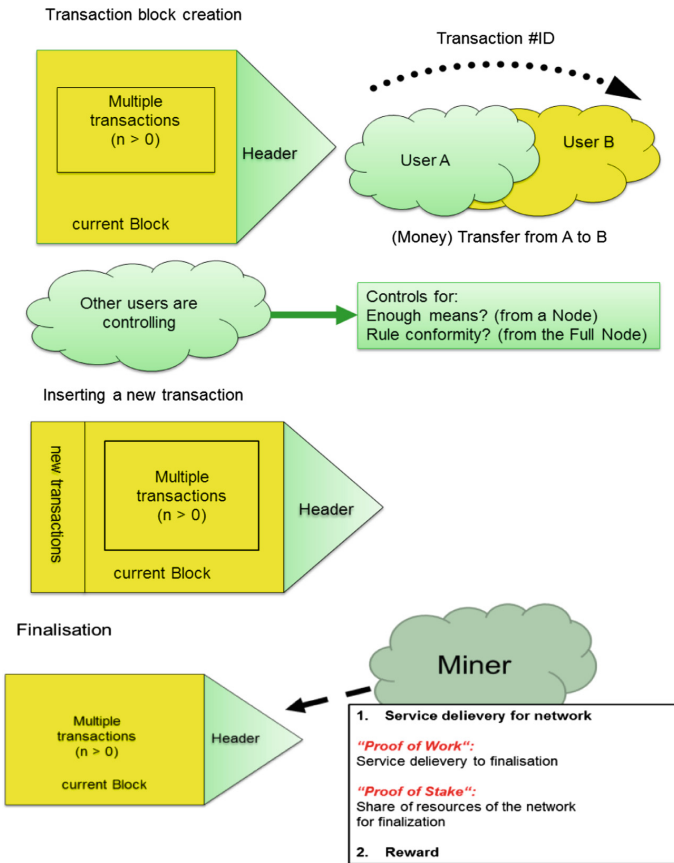 Transaction block creation
Transaction #ID
Multiple
transactions
(n > 0)
Header
current Block
User A
User B
(Money) Transfer from A to B
Other users are
controlling
Controls for:
Enough means? (from a Node)
Rule conformity? (from the Full Node)
Inserting a new transaction
new transactions
Multiple
transactions
(n > 0)
Header
current Block
Finalisation
Miner
Multiple
transactions
(n > 0)
Header
current Block
1. Service delievery for network
"Proof of Work":
Service delievery to finalisation
"Proof of Stake":
Share of resources of the network
for finalization
2. Reward